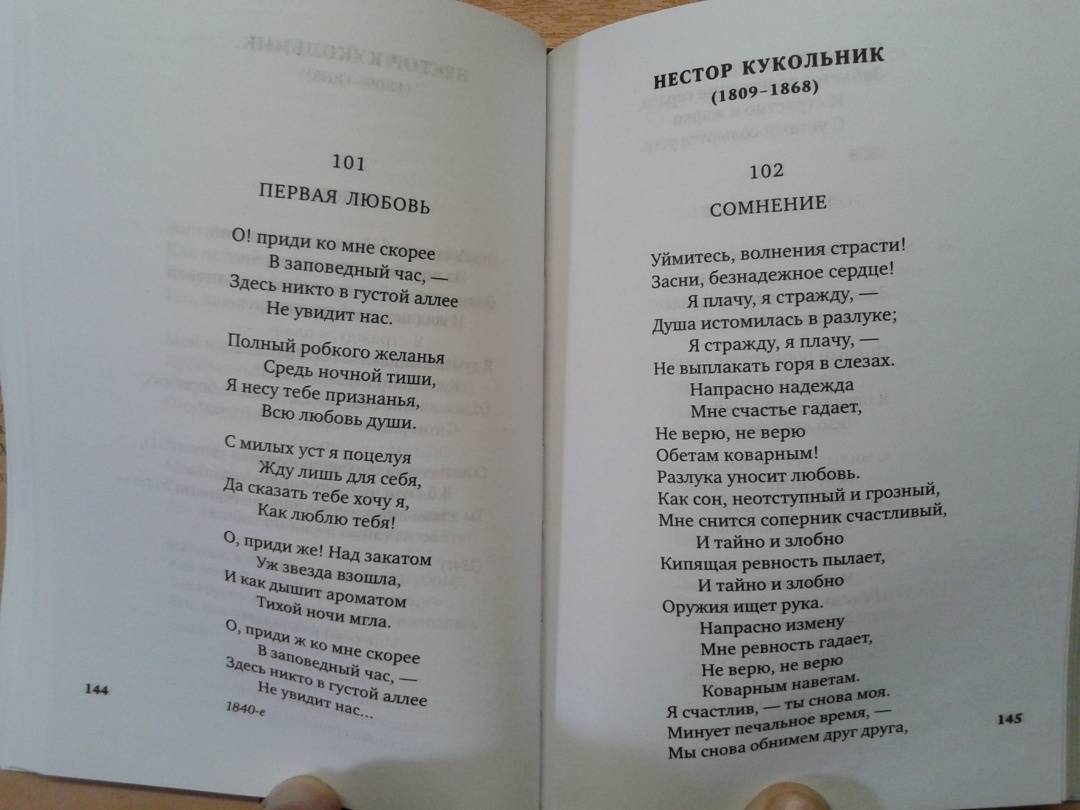 101
ПЕРВАЯ ЛЮБОВЬ
О! приди ко мне скорее
В заповедный час, —
Здесь никто в густой аллее
Не увидит нас.
Полный робкого желанья
Средь ночной тиши,
Я несу тебе признанья,
Всю любовь души.
С милых уст я поцелуя
Жду лишь для себя,
Да сказать тебе хочу я,
Как люблю тебя!
О, приди же! Над закатом
Уж звезда взошла,
И как дышит ароматом
Тихой ночи мгла.
О, приди ж ко мне скорее
В заповедный час, —
Здесь никто в густой аллее
Не увидит нас...
1840-е
144
НЕСТОР КУКОЛЬНИК
(1809–1868)
102
СОМНЕНИЕ
Уймитесь, волнения страсти!
Засни, безнадежное сердце!
Я плачу, я стражду, —
Душа истомилась в разлуке;
Я стражду, я плачу, —
Не выплакать горя в слезах.
Напрасно надежда
Мне счастье гадает,
Не верю, не верю
Обетам коварным!
Разлука уносит любовь.
Как сон, неотступный и грозный,
Мне снится соперник счастливый,
И тайно и злобно
Кипящая ревность пылает,
И тайно и злобно
Оружия ищет рука.
Напрасно измену
Мне ревность гадает,
Не верю, не верю
Коварным наветам.
Я счастлив, — ты снова моя.
Минует печальное время, —
Мы снова обнимем друг друга,
145